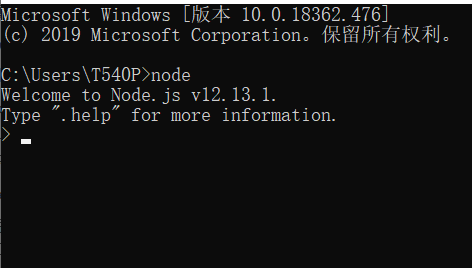 Microsoft Windows [版本 10.0.18362.476]
(c) 2019 Microsoft Corporation。保留所有权利。
C:\Users\T540P>node
Welcome to Node.js v12.13.1.
Type ".help" for more information.
>